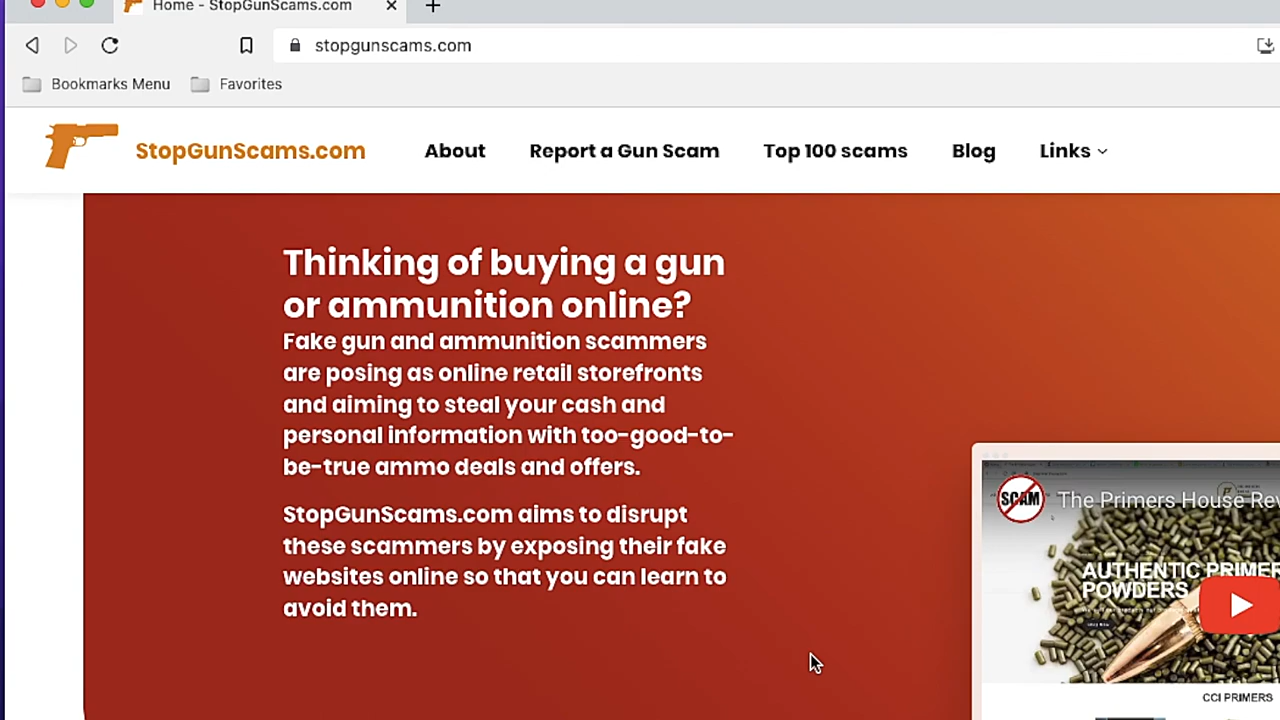 Home - StopGunScams.com
stopgunscams.com
Bookmarks Menu Favorites
StopGunScams.com About Report a Gun Scam Top 100 scams Blog Links
Thinking of buying a gun
or ammunition online?
Fake gun and ammunition scammers
are posing as online retail storefronts
and aiming to steal your cash and
personal information with too-good-to-
be-true ammo deals and offers.
StopGunScams.com aims to disrupt
these scammers by exposing their fake
websites online so that you can learn to
avoid them.
SCAM The Primers House Rev
AUTHENTIC PRIMER
POWDERS
CCI PRIMERS